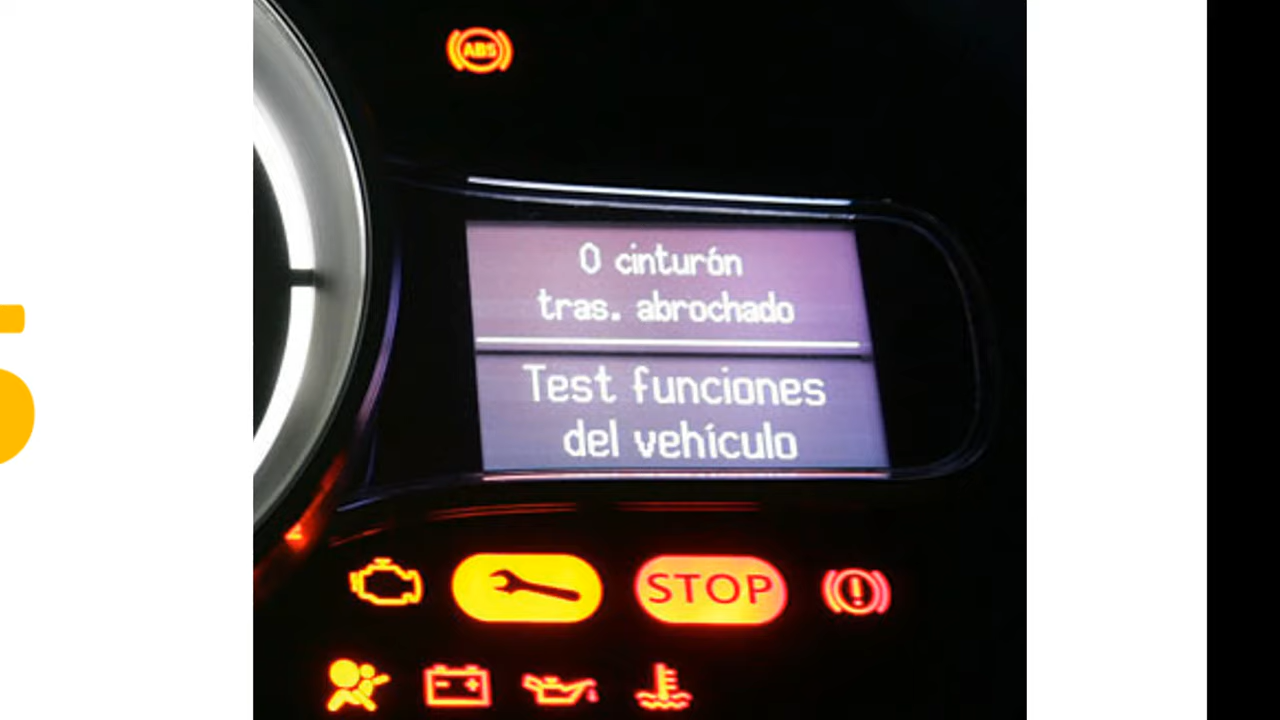 ABS
0 cinturón
tras. abrochado
Test funciones
del vehículo
STOP